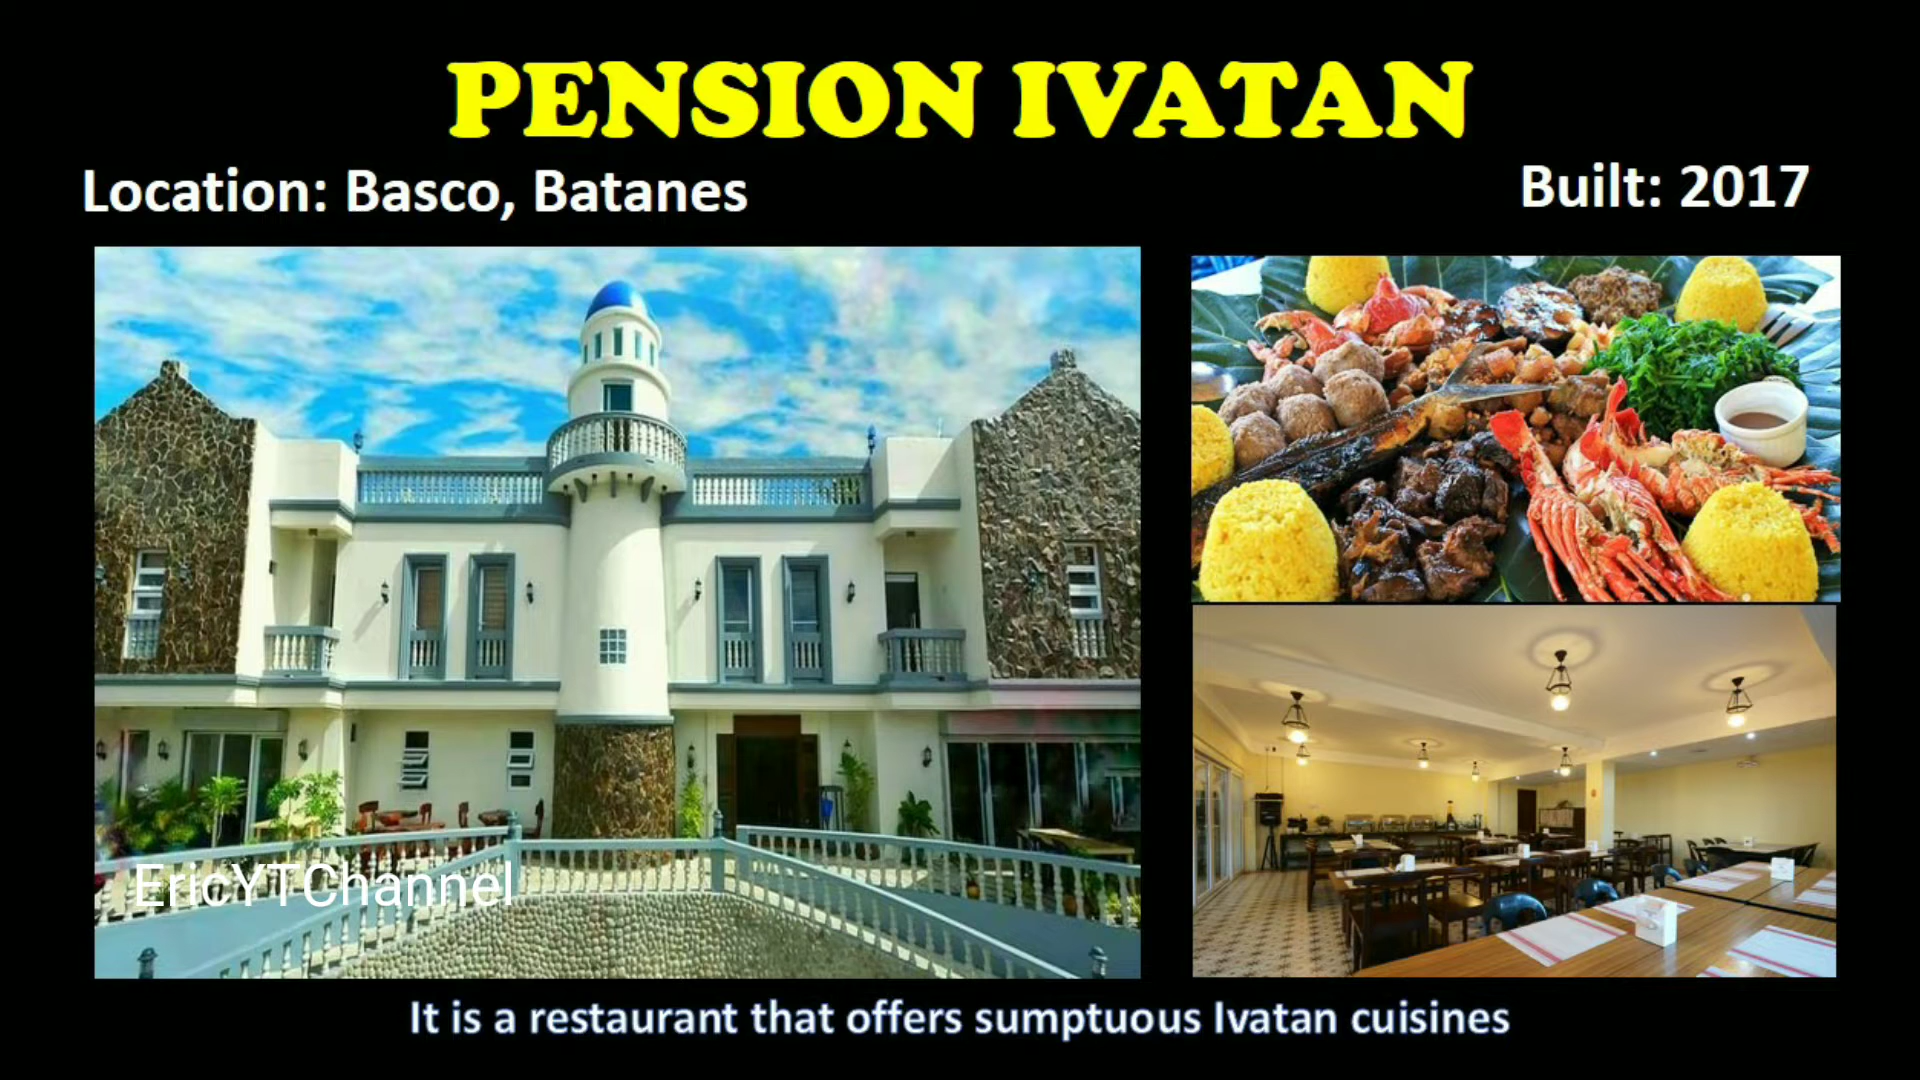 PENSION IVATAN
Location: Basco, Batanes
Built: 2017
EricYTChannel
It is a restaurant that offers sumptuous Ivatan cuisines